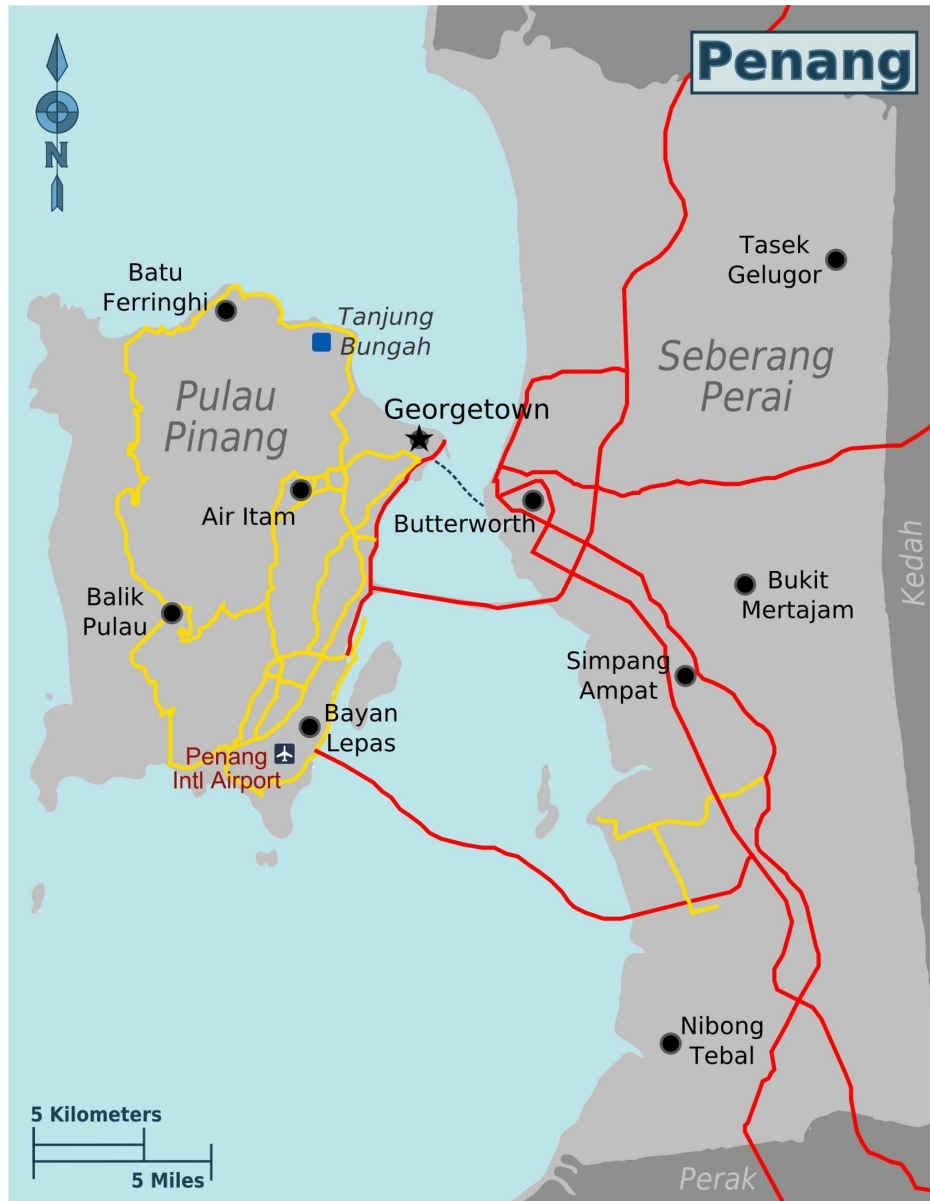 Penang
N
Tasek
Gelugor
Batu
Ferringhi
Tanjung
Bungah
Seberang
Perai
Pulau
Pinang
Georgetown
Air Itam
Butterworth
Kedah
Bukit
Mertajam
Balik
Pulau
Simpang
Ampat
Bayan
Lepas
Penang
Intl Airport
Nibong
Tebal
5 Kilometers
5 Miles
Perak